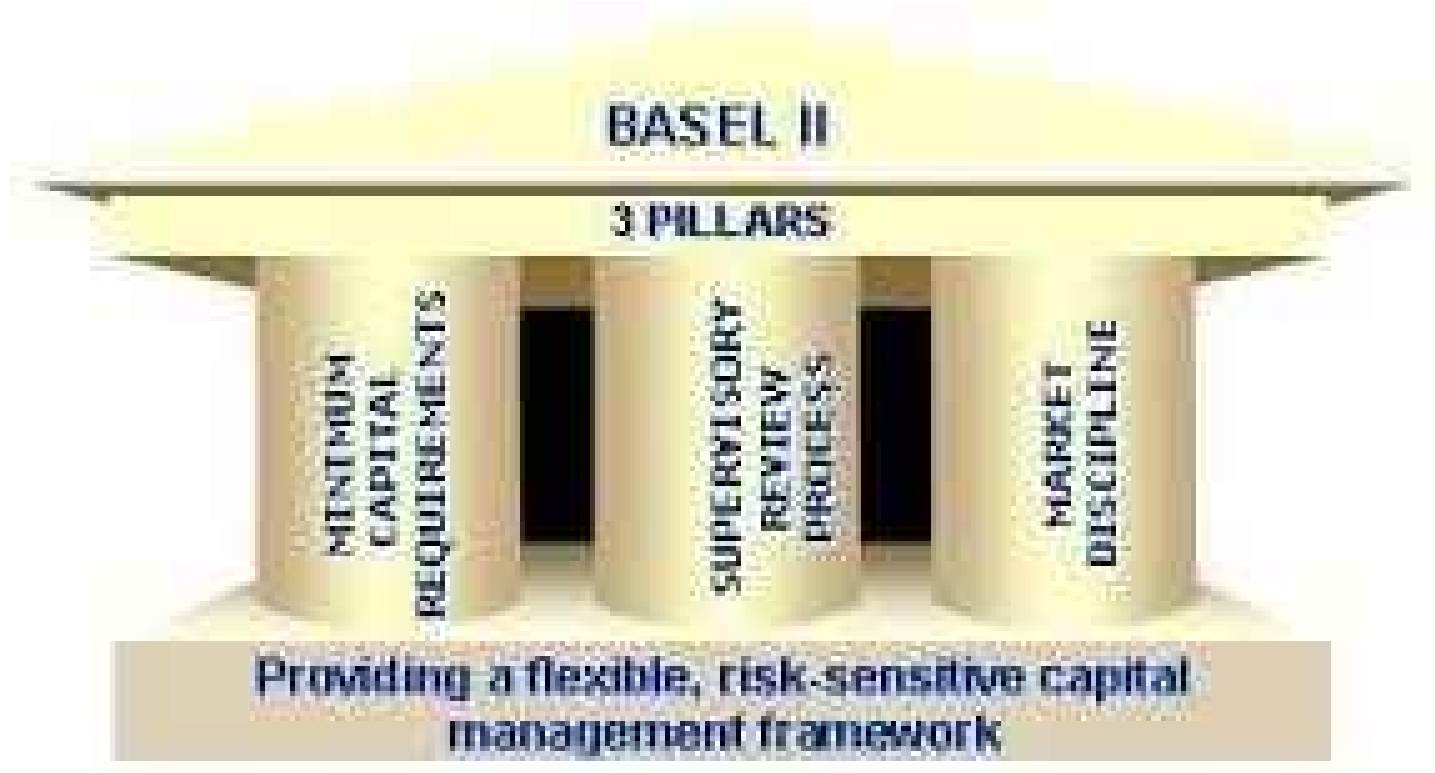 BASEL II
3 PILLARS
MINIMUM
CAPITAL
REQUIREMENTS
SUPERVISORY
REVIEW
PROCESS
MARKET
DISCIPLINE
Providing a flexible, risk-sensitive capital
management framework